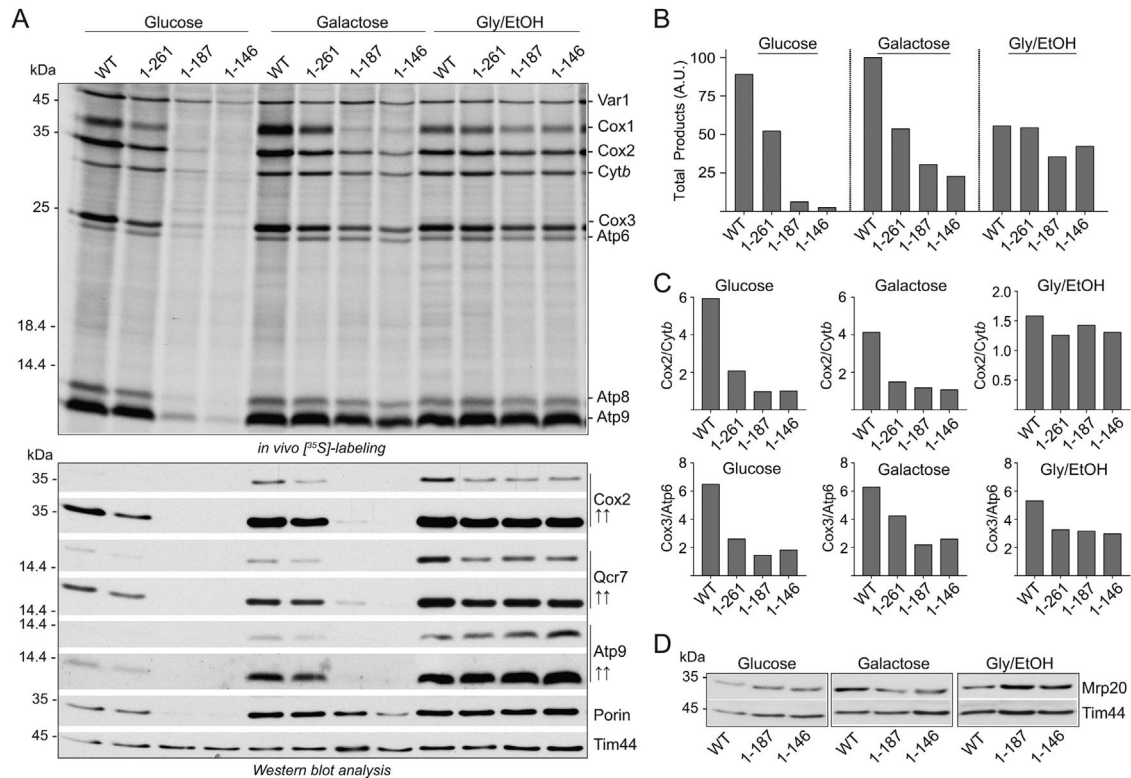 A
Glucose Galactose Gly/EtOH
kDa WT 1-261 1-187 1-146 WT 1-261 1-187 1-146 WT 1-261 1-187 1-146
45 - Var1
35 - Cox1
Cox2
Cytb
25 - Cox3
Atp6
18.4 -
14.4 -
Atp8
Atp9
in vivo [³⁵S]-labeling
kDa
35 - Cox2
35 - ↑↑
14.4 - Qcr7
14.4 - ↑↑
14.4 - Atp9
14.4 - ↑↑
35 - Porin
45 - Tim44
Western blot analysis
B
Glucose Galactose Gly/EtOH
Total Products (A.U.)
100
75
50
25
WT 1-261 1-187 1-146 WT 1-261 1-187 1-146 WT 1-261 1-187 1-146
C
Glucose Galactose Gly/EtOH
Cox2/Cytb Cox2/Cytb Cox2/Cytb
6 6 2.0
4 4 1.5
1.0
2 2 0.5
WT 1-261 1-187 1-146 WT 1-261 1-187 1-146 WT 1-261 1-187 1-146
Glucose Galactose Gly/EtOH
Cox3/Atp6 Cox3/Atp6 Cox3/Atp6
8 8 8
6 6 6
4 4 4
2 2 2
WT 1-261 1-187 1-146 WT 1-261 1-187 1-146 WT 1-261 1-187 1-146
D
kDa Glucose Galactose Gly/EtOH
35 - Mrp20
45 - Tim44
WT 1-187 1-146 WT 1-187 1-146 WT 1-187 1-146